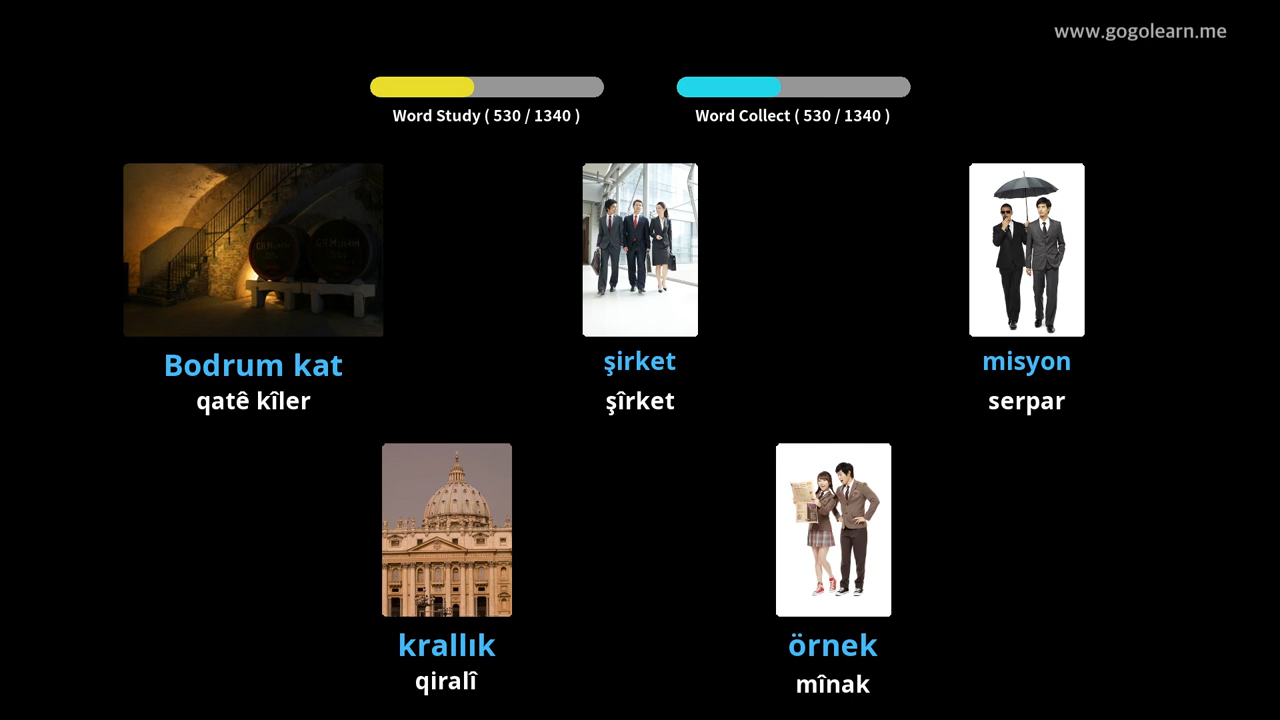 www.gogolearn.me
Word Study ( 530 / 1340 )
Word Collect ( 530 / 1340 )
Bodrum kat
qatê kîler
şirket
şîrket
misyon
serpar
krallık
qiralî
örnek
mînak